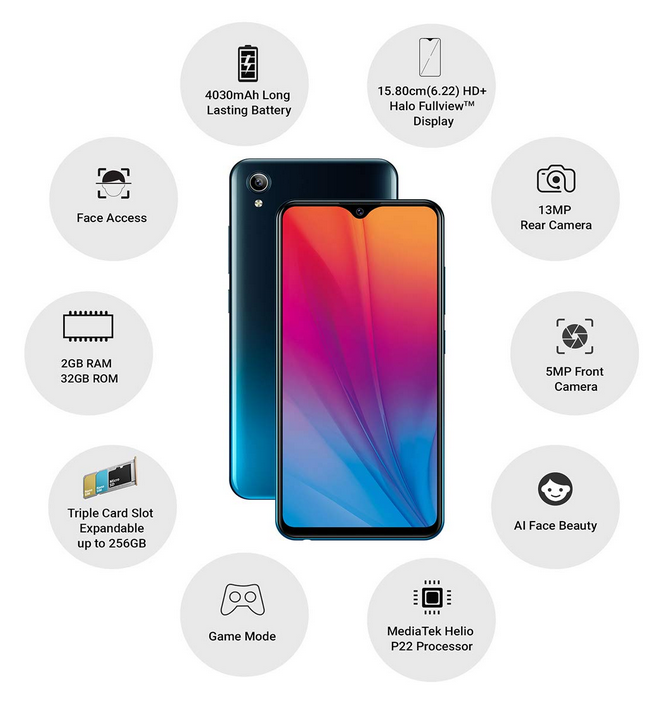 4030mAh Long
Lasting Battery
15.80cm(6.22) HD+
Halo Fullview™
Display
Face Access
13MP
Rear Camera
2GB RAM
32GB ROM
5MP Front
Camera
Triple Card Slot
Expandable
up to 256GB
AI Face Beauty
Game Mode
MediaTek Helio
P22 Processor